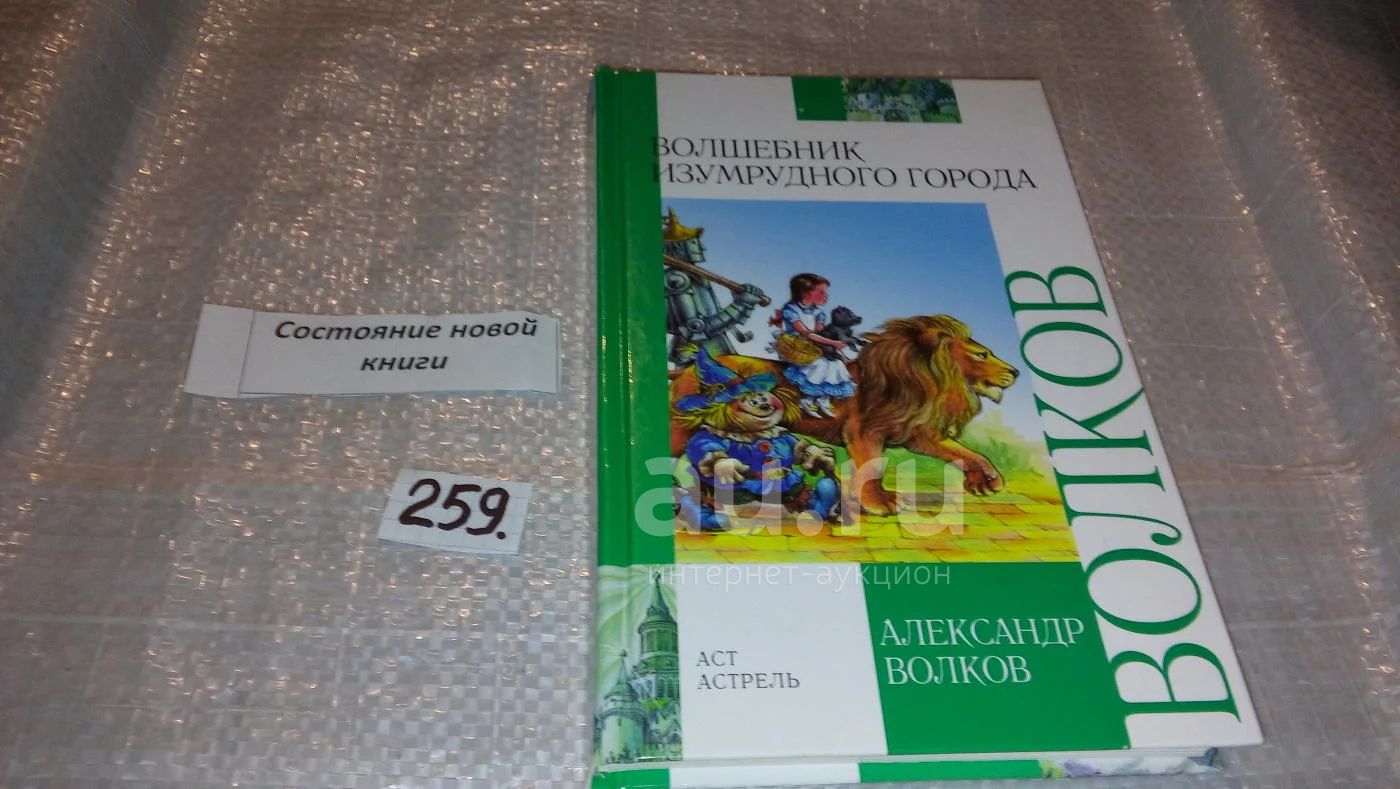 Состояние новой
книги
259.
ВОЛШЕБНИК
ИЗУМРУДНОГО ГОРОДА
ВОЛКОВ
au.ru
интернет-аукцион
АСТ
АСТРЕЛЬ
АЛЕКСАНДР
ВОЛКОВ